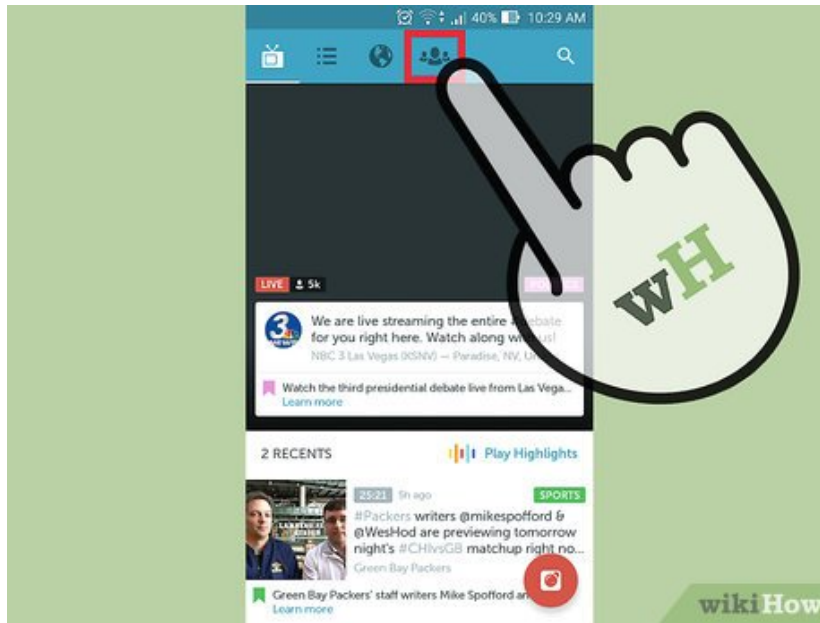 40% 10:29 AM
LIVE 5k
3
NEWS
We are live streaming the entire #debate
for you right here. Watch along with us!
NBC 3 Las Vegas (KSNV) — Paradise, NV,
Watch the third presidential debate live from Las Vega...
Learn more
wH
2 RECENTS Play Highlights
25:21 5h ago SPORTS
#Packers writers @mikespofford &
@WesHod are previewing tomorrow
night's #CHIvsGB matchup right no...
Green Bay Packers
Green Bay Packers' staff writers Mike Spofford an
Learn more
wikiHow